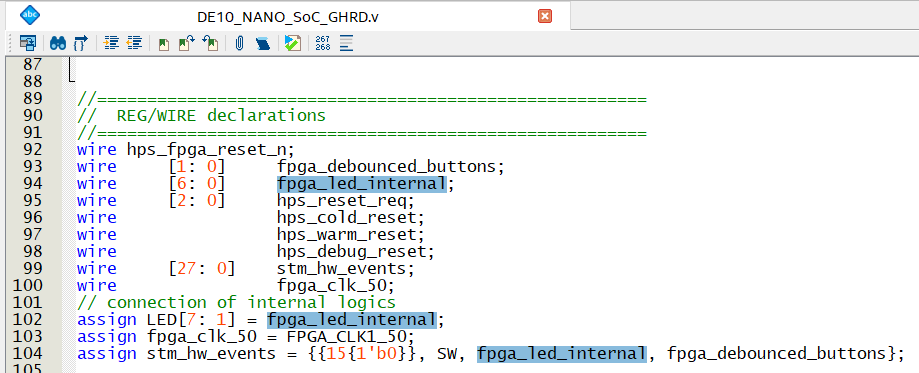 abc DE10_NANO_SoC_GHRD.v
267
268
87
88
89 //=======================================================
90 //  REG/WIRE declarations
91 //=======================================================
92 wire hps_fpga_reset_n;
93 wire     [1: 0]     fpga_debounced_buttons;
94 wire     [6: 0]     fpga_led_internal;
95 wire     [2: 0]     hps_reset_req;
96 wire                hps_cold_reset;
97 wire                hps_warm_reset;
98 wire                hps_debug_reset;
99 wire     [27: 0]    stm_hw_events;
100 wire                fpga_clk_50;
101 // connection of internal logics
102 assign LED[7: 1] = fpga_led_internal;
103 assign fpga_clk_50 = FPGA_CLK1_50;
104 assign stm_hw_events = {{15{1'b0}}, SW, fpga_led_internal, fpga_debounced_buttons};
105